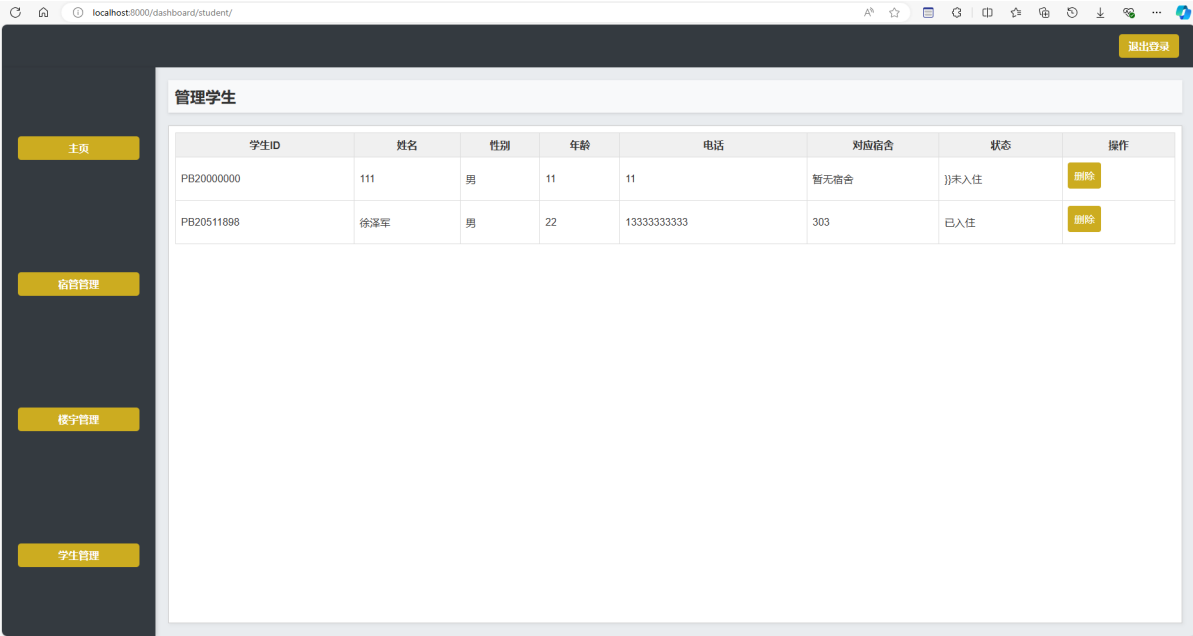 localhost:8000/dashboard/student/
退出登录
管理学生
主页
宿管管理
楼宇管理
学生管理
学生ID 姓名 性别 年龄 电话 对应宿舍 状态 操作
PB20000000 111 男 11 11 暂无宿舍 }}未入住 删除
PB20511898 徐泽军 男 22 13333333333 303 已入住 删除